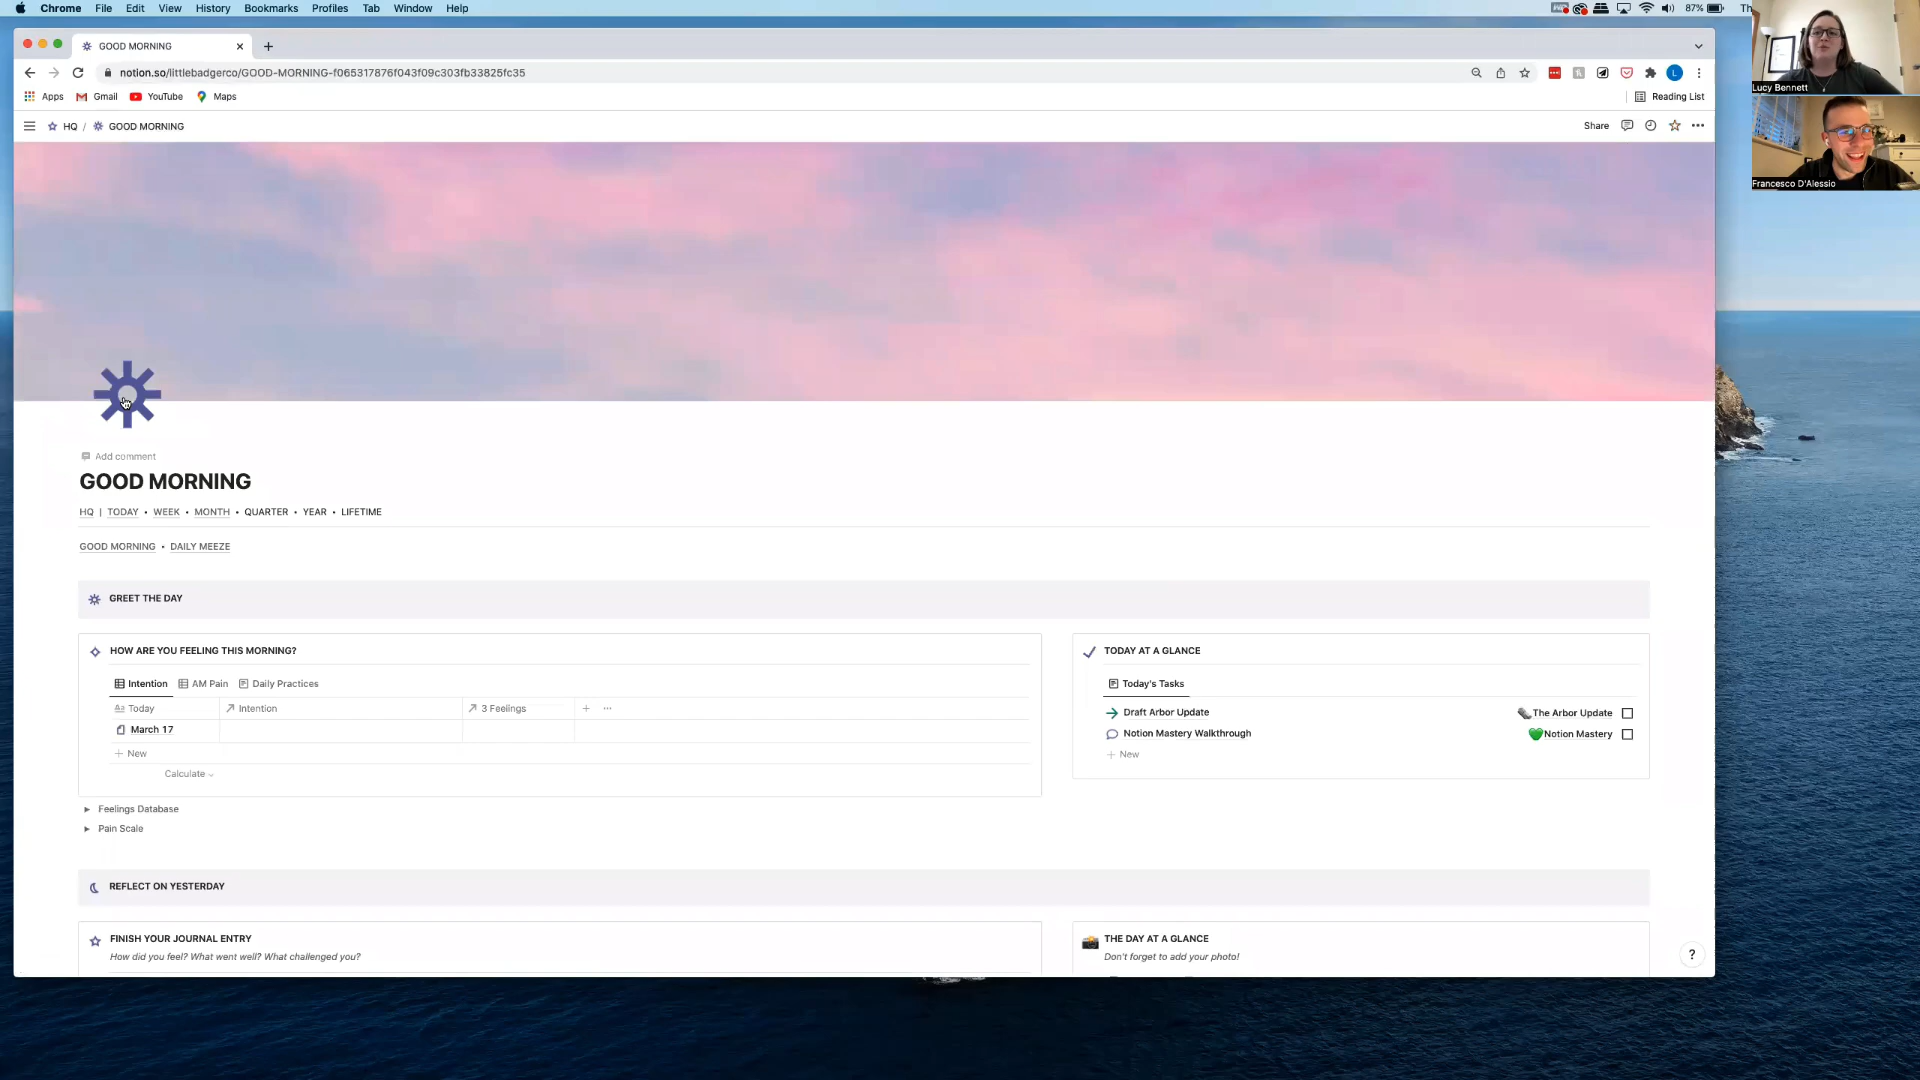 Chrome File Edit View History Bookmarks Profiles Tab Window Help
87% Th
GOOD MORNING
notion.so/littlebadgerco/GOOD-MORNING-f065317876f043f09c303fb33825fc35
L
Apps Gmail YouTube Maps
Reading List
HQ / GOOD MORNING
Share
Lucy Bennett
Francesco D'Alessio
Add comment
GOOD MORNING
HQ | TODAY • WEEK • MONTH • QUARTER • YEAR • LIFETIME
GOOD MORNING • DAILY MEEZE
GREET THE DAY
HOW ARE YOU FEELING THIS MORNING?
Intention AM Pain Daily Practices
Aa Today Intention 3 Feelings + ...
March 17
+ New
Calculate
Feelings Database
Pain Scale
TODAY AT A GLANCE
Today's Tasks
Draft Arbor Update The Arbor Update
Notion Mastery Walkthrough Notion Mastery
+ New
REFLECT ON YESTERDAY
FINISH YOUR JOURNAL ENTRY
How did you feel? What went well? What challenged you?
THE DAY AT A GLANCE
Don't forget to add your photo!
?